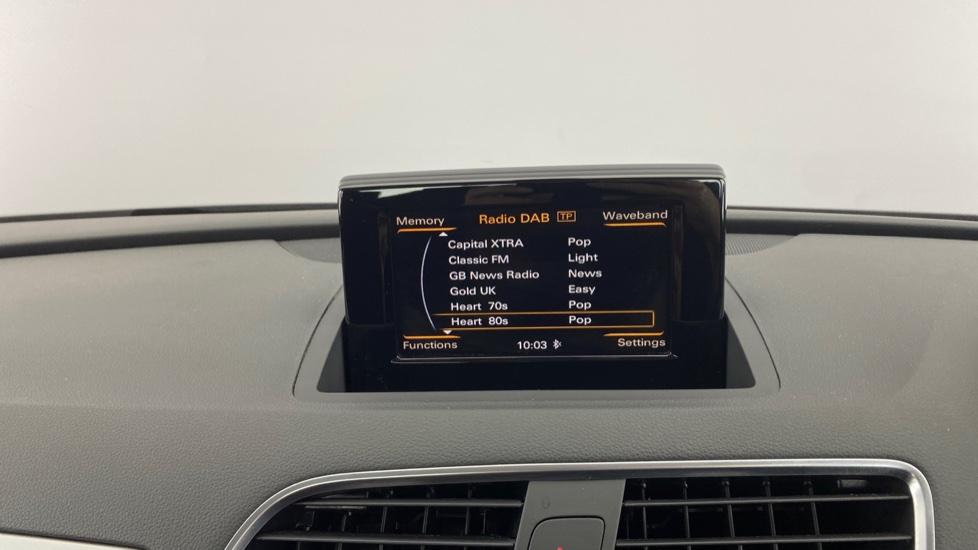 Memory Radio DAB TP Waveband
Capital XTRA Pop
Classic FM Light
GB News Radio News
Gold UK Easy
Heart 70s Pop
Heart 80s Pop
Functions 10:03 Settings